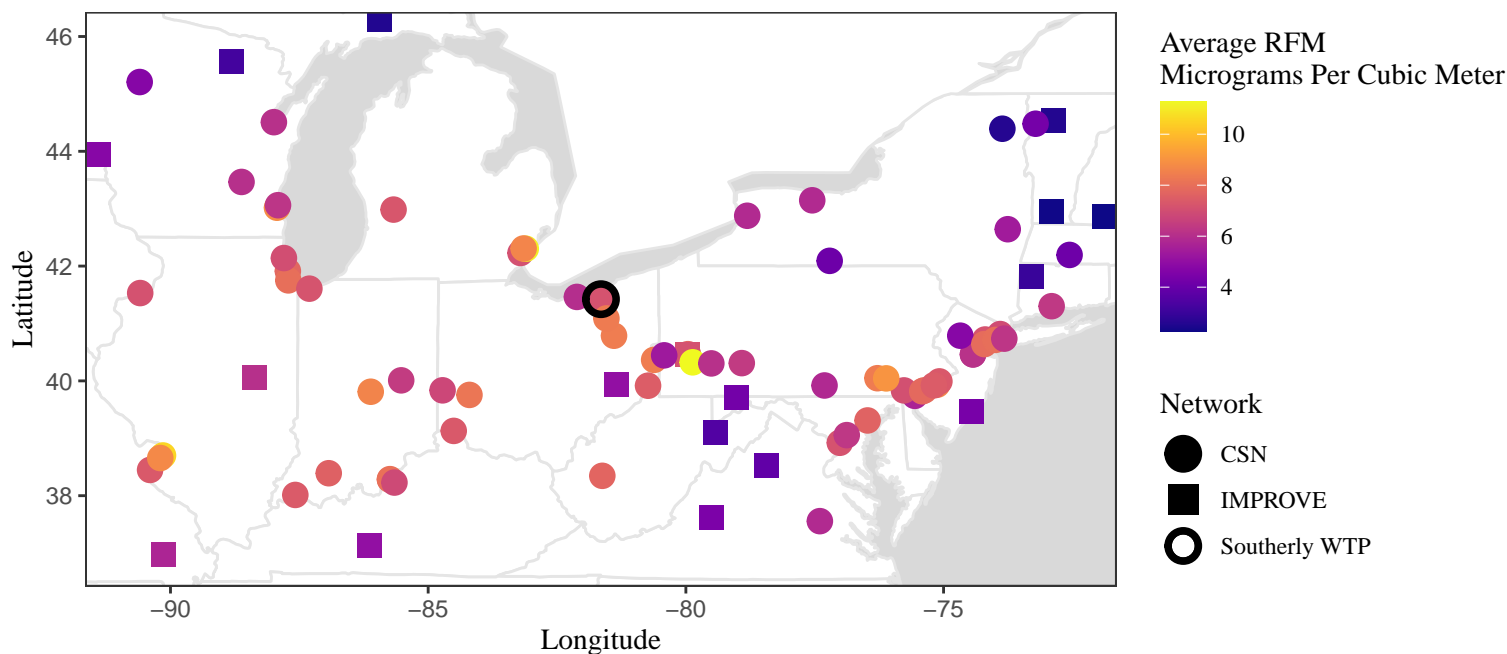 46
44
42
40
38
Latitude
−90
−85
−80
−75
Longitude
Average RFM
Micrograms Per Cubic Meter
10
8
6
4
Network
CSN
IMPROVE
Southerly WTP